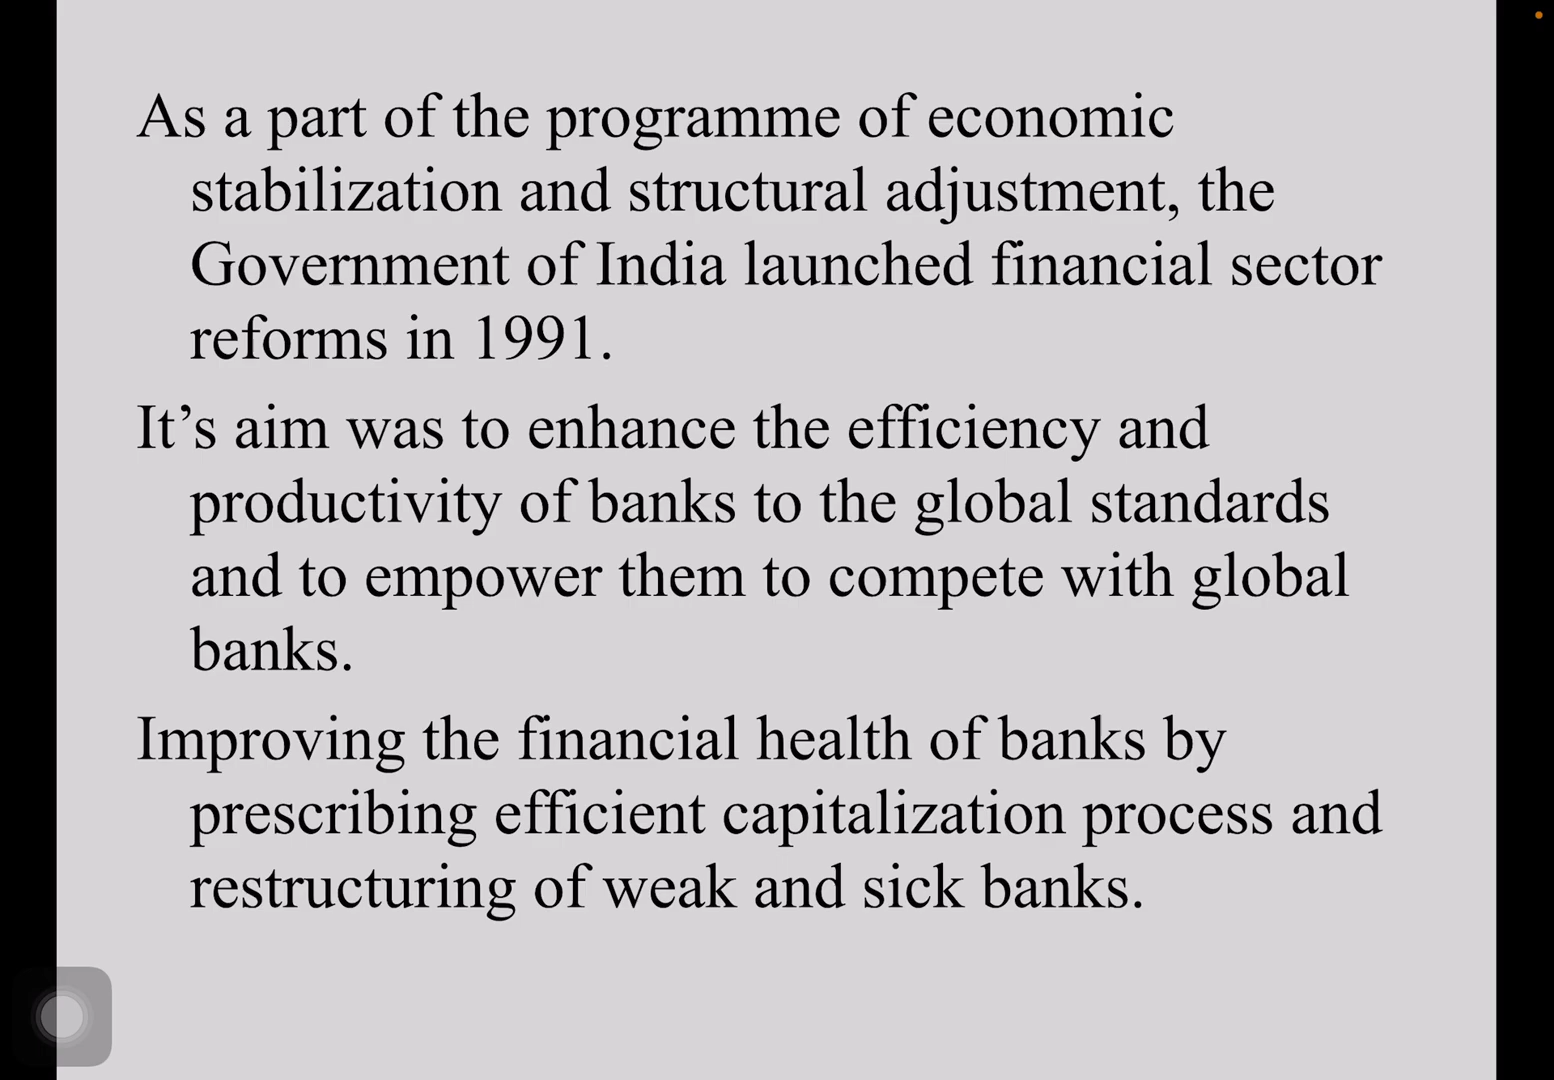 As a part of the programme of economic
stabilization and structural adjustment, the
Government of India launched financial sector
reforms in 1991.
It’s aim was to enhance the efficiency and
productivity of banks to the global standards
and to empower them to compete with global
banks.
Improving the financial health of banks by
prescribing efficient capitalization process and
restructuring of weak and sick banks.